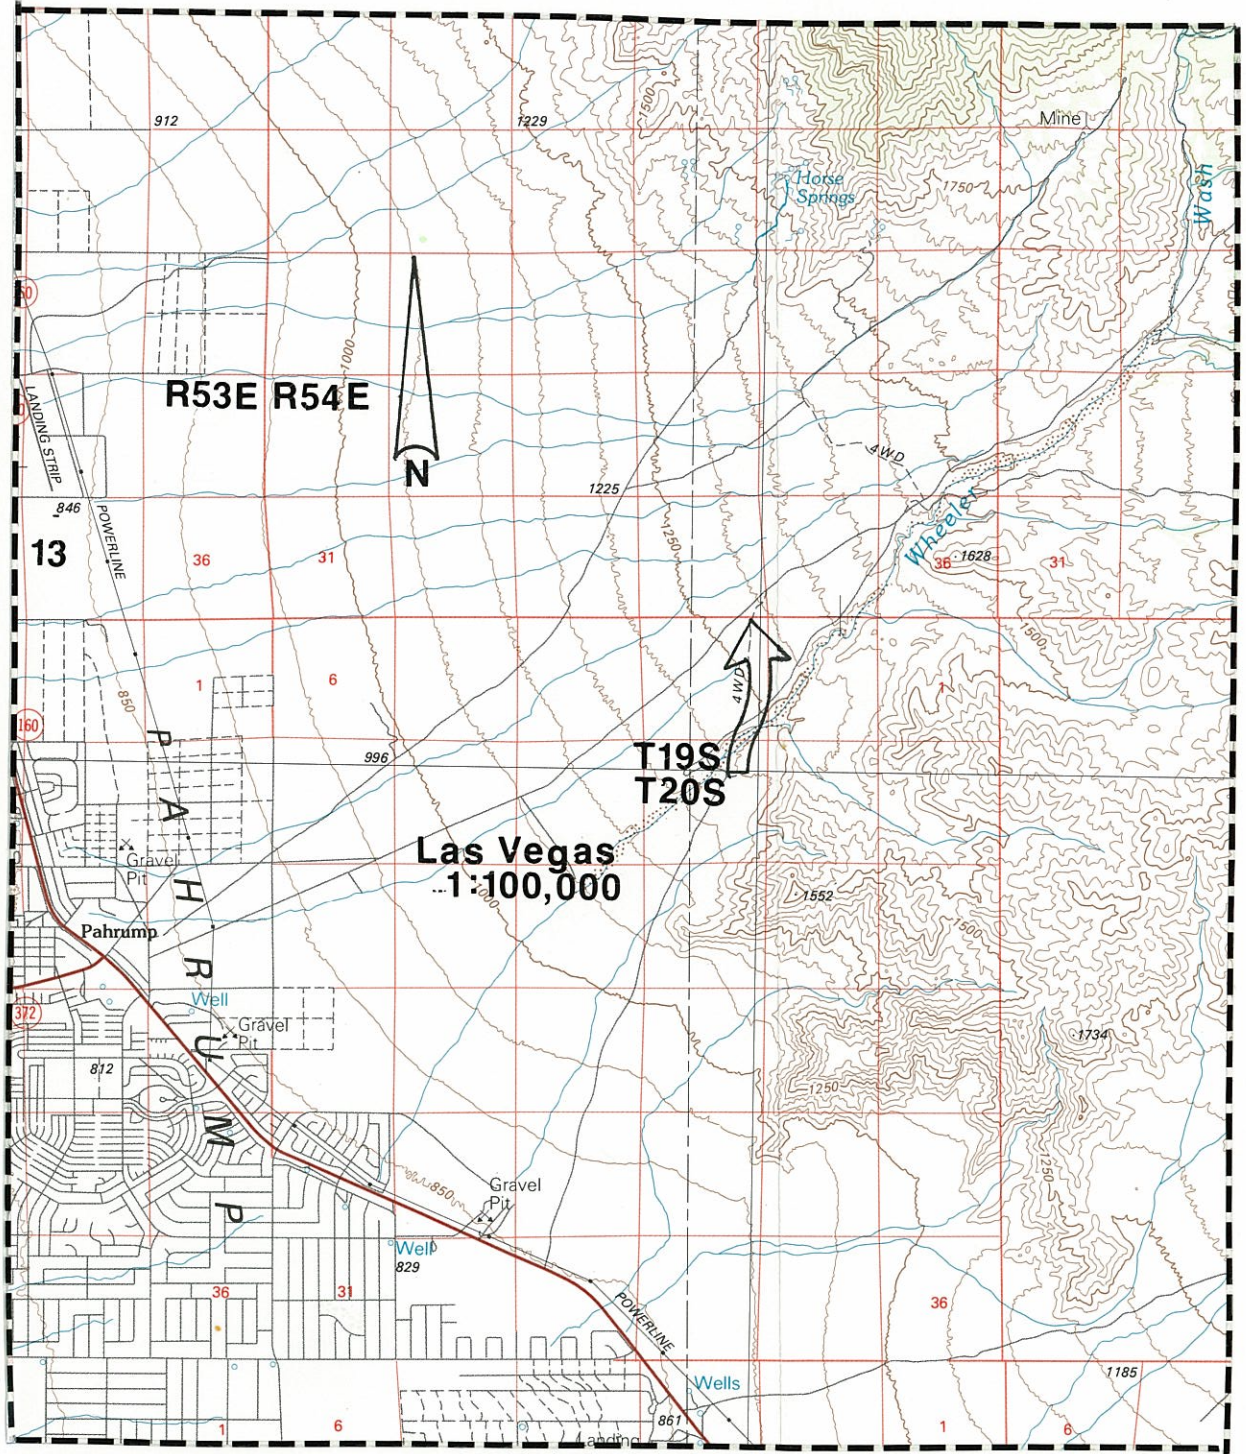 912
1229
1500
Mine
Horse
Springs
1750
Wash
1000
R53E R54E
LANDING STRIP
N
4WD
1225
846
POWERLINE
1250
Wheeler
13
36
31
1628
36
31
1500
1
6
4WD
1
850
160
PAHRUMP
996
T19S
T20S
Gravel
Pit
Las Vegas
1:100,000
1000
1552
1500
Pahrump
372
Well
Gravel
Pit
1734
812
1250
1250
850
Gravel
Pit
Well
829
36
31
POWERLINE
36
Wells
1185
861
1
6
1
6
Landing